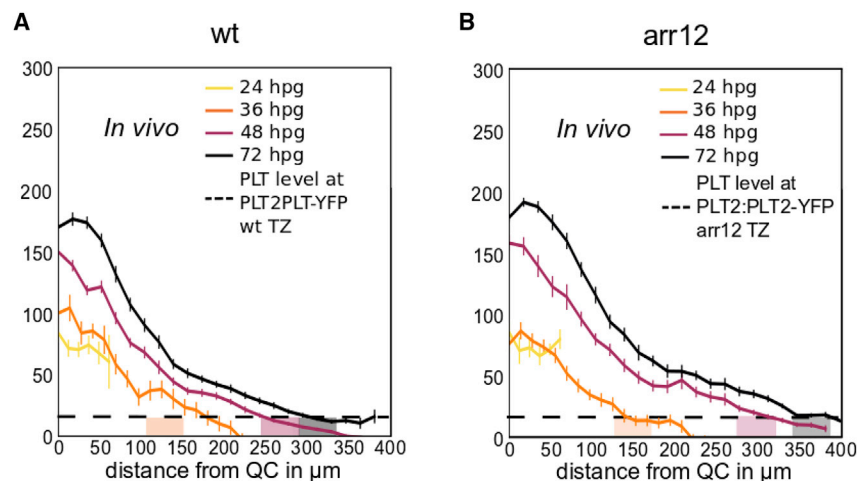 A
wt
300
250
200
150
100
50
0
In vivo
24 hpg
36 hpg
48 hpg
72 hpg
PLT level at
PLT2PLT-YFP
wt TZ
0 50 100 150 200 250 300 350 400
distance from QC in µm
B
arr12
300
250
200
150
100
50
0
In vivo
24 hpg
36 hpg
48 hpg
72 hpg
PLT level at
PLT2:PLT2-YFP
arr12 TZ
0 50 100 150 200 250 300 350 400
distance from QC in µm